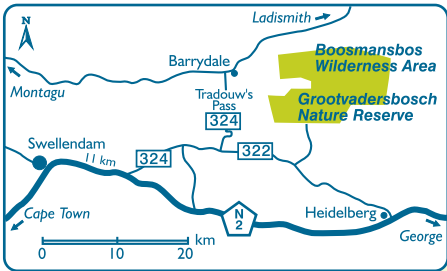 N
Ladismith
Barrydale
Boosmansbos
Wilderness Area
Montagu
Tradouw's
Pass
324
Grootvadersbosch
Nature Reserve
Swellendam
11 km
324
322
Cape Town
N
2
Heidelberg
George
0 10 20 km